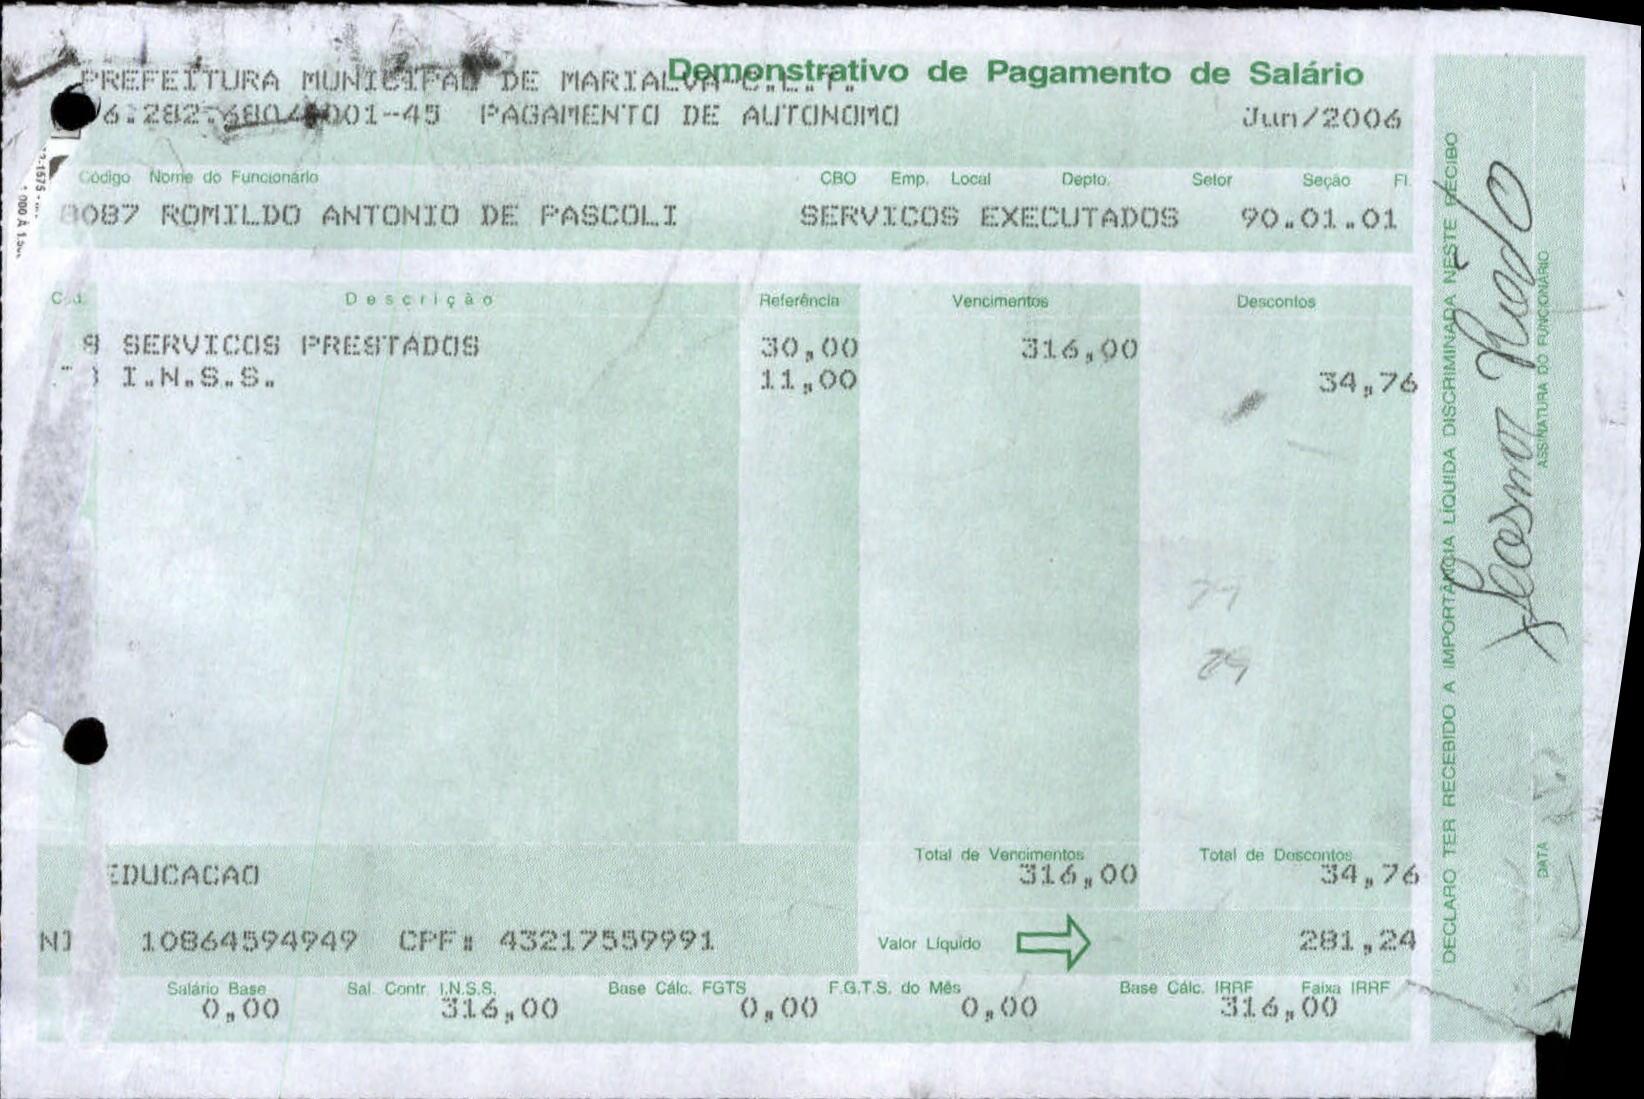 Demonstrativo de Pagamento de Salário
PREFEITURA MUNICIPAL DE MARIALVA-C.L.T.
PAGAMENTO DE AUTONOMO Jun/2006
Código Nome do Funcionário CBO Emp. Local Depto. Setor Seção Fl.
8087 ROMILDO ANTONIO DE PASCOLI SERVICOS EXECUTADOS 90.01.01
Descrição Referência Vencimentos Descontos
SERVICOS PRESTADOS 30,00 316,00
I.N.S.S. 11,00 34,76
Total de Vencimentos Total de Descontos
EDUCACAO 316,00 34,76
10864594949 CPF: 43217559991 Valor Líquido 281,24
Salário Base Sal. Contr. I.N.S.S. Base Cálc. FGTS F.G.T.S. do Mês Base Cálc. IRRF Faixa IRRF
0,00 316,00 0,00 0,00 316,00
DECLARO TER RECEBIDO A IMPORTÂNCIA LÍQUIDA DISCRIMINADA NESTE RECIBO
ASSINATURA DO FUNCIONÁRIO
DATA